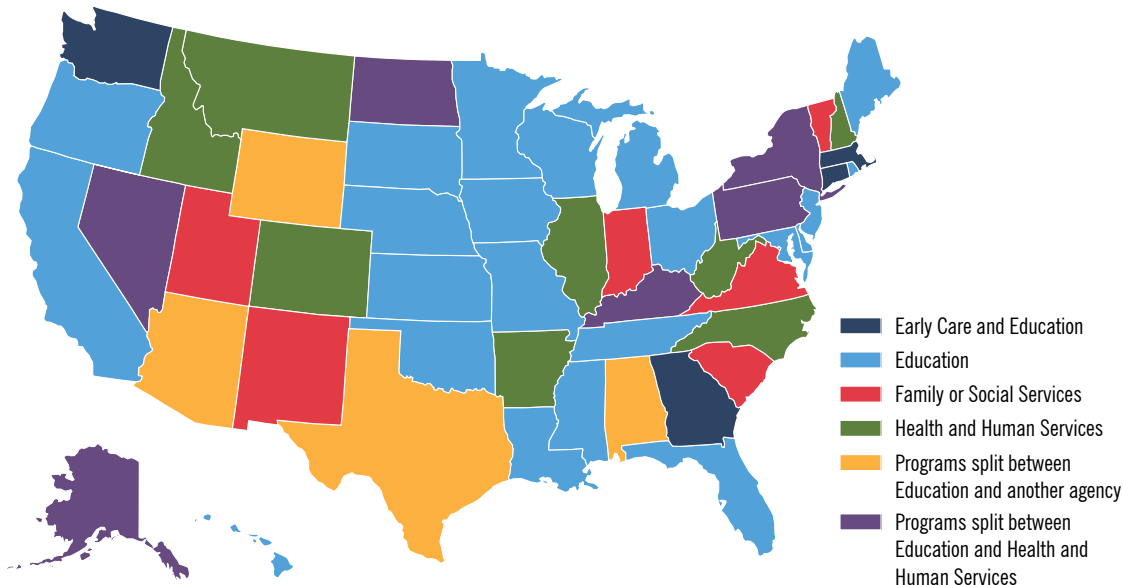 Early Care and Education
Education
Family or Social Services
Health and Human Services
Programs split between
Education and another agency
Programs split between
Education and Health and
Human Services